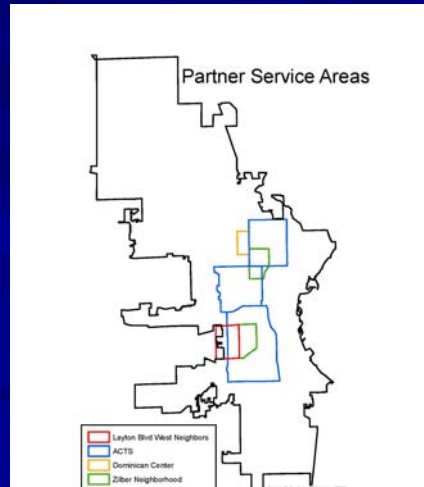 Partner Service Areas
Layton Blvd West Neighbors
ACTS
Dominican Center
Zilber Neighborhood